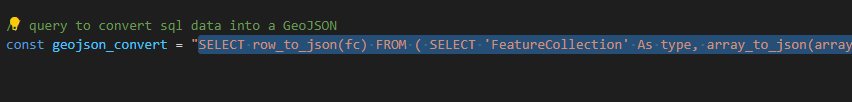 / query to convert sql data into a GeoJSON
const geojson_convert = "SELECT row_to_json(fc) FROM ( SELECT 'FeatureCollection' As type, array_to_json(array